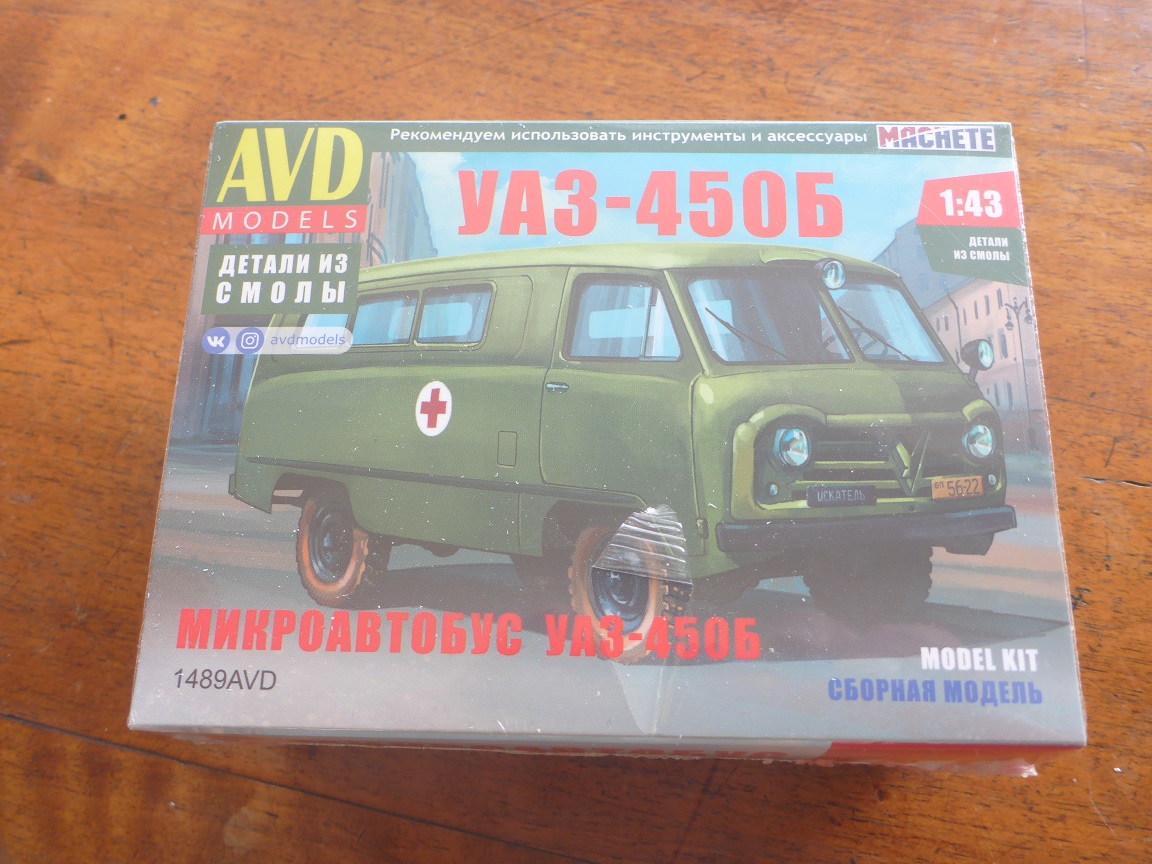 AVD
MODELS
Рекомендуем использовать инструменты и аксессуары
MACHETE
УАЗ-450Б
1:43
ДЕТАЛИ
ИЗ СМОЛЫ
ДЕТАЛИ ИЗ
СМОЛЫ
avdmodels
ИСКАТЕЛЬ
56-22
МИКРОАВТОБУС УАЗ-450Б
1489AVD
MODEL KIT
СБОРНАЯ МОДЕЛЬ